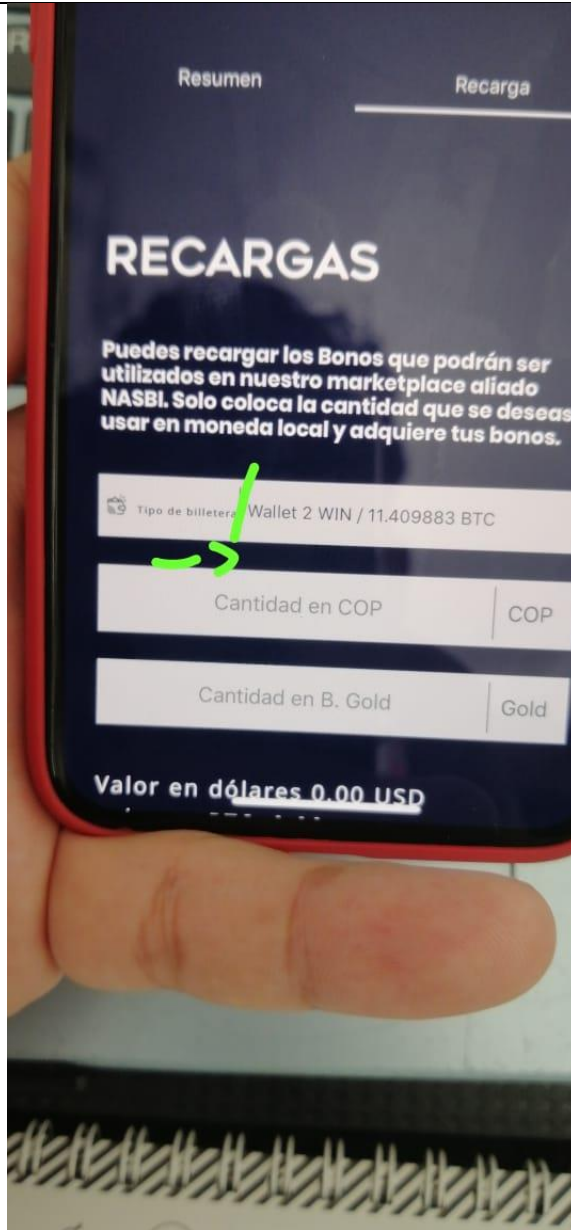 Resumen
Recarga
RECARGAS
Puedes recargar los Bonos que podrán ser
utilizados en nuestro marketplace aliado
NASBI. Solo coloca la cantidad que se deseas
usar en moneda local y adquiere tus bonos.
Tipo de billetera Wallet 2 WIN / 11.409883 BTC
Cantidad en COP COP
Cantidad en B. Gold Gold
Valor en dólares 0.00 USD